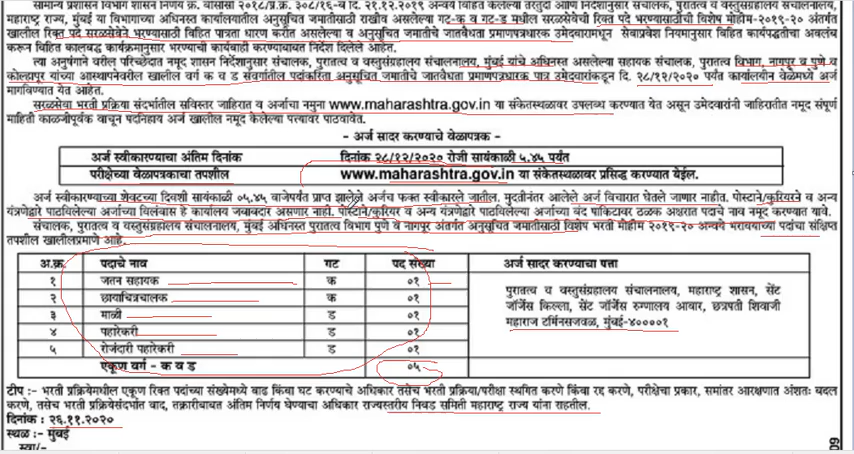 सामान्य प्रशासन विभाग शासन निर्णय क्र. बीसीसी २०१८/प्र.क्र. ३०८/१६-ब दि. २१.१२.२०१९ अन्वये विहित केलेल्या तरतुदी आणि निर्देशानुसार संचालक, पुरातत्व व वस्तुसंग्रहालय संचालनालय,
महाराष्ट्र राज्य, मुंबई या विभागाच्या अधिनस्त कार्यालयातील अनुसूचित जमातीसाठी राखीव असलेल्या गट-क व गट-ड मधील सरळसेवेची रिक्त पदे भरण्यासाठीची विशेष मोहीम-२०१९-२० अंतर्गत
खालील रिक्त पदे सरळसेवेने भरण्यासाठी विहित पात्रता धारण करीत असलेल्या व अनुसूचित जमातीचे जातवैधता प्रमाणपत्रधारक उमेदवारामधून सेवाप्रवेश नियमानुसार विहित कार्यपद्धतीचा अवलंब
करून विहित कालबद्ध कार्यक्रमानुसार भरण्याची कार्यवाही करण्याबाबत निर्देश दिलेले आहेत.
त्या अनुषंगाने वरील परिच्छेदात नमूद शासन निर्देशानुसार संचालक, पुरातत्व व वस्तुसंग्रहालय संचालनालय, मुंबई यांचे अधिनस्त असलेल्या सहायक संचालक, पुरातत्व विभाग, नागपूर व पुणे व
कोल्हापूर यांच्या आस्थापनेवरील खालील वर्ग क व ड संवर्गातील पदांकरिता अनुसूचित जमातीचे जातवैधता प्रमाणपत्रधारक पात्र उमेदवारांकडून दि. २८/१२/२०२० पर्यंत कार्यालयीन वेळेमध्ये अर्ज
मागविण्यात येत आहेत.
सरळसेवा भरती प्रक्रिया संदर्भातील सविस्तर जाहिरात व अर्जाचा नमुना www.maharashtra.gov.in या संकेतस्थळावर उपलब्ध करण्यात येत असून उमेदवारांनी जाहिरातीत नमूद संपूर्ण
माहिती काळजीपूर्वक वाचून पदनिहाय अर्ज खालील नमूद केलेल्या पत्त्यावर पाठवावेत.
- अर्ज सादर करण्याचे वेळापत्रक -
अर्ज स्वीकारण्याचा अंतिम दिनांक दिनांक २८/१२/२०२० रोजी सायंकाळी ५.४५ पर्यंत
परीक्षेच्या वेळापत्रकाचा तपशील www.maharashtra.gov.in या संकेतस्थळावर प्रसिद्ध करण्यात येईल.
अर्ज स्वीकारण्याच्या शेवटच्या दिवशी सायंकाळी ०५.४५ वाजेपर्यंत प्राप्त झालेले अर्जच फक्त स्वीकारले जातील. मुदतीनंतर आलेले अर्ज विचारात घेतले जाणार नाहीत. पोस्टाने/कुरियरने व अन्य
यंत्रणेद्वारे पाठविलेल्या अर्जाच्या विलंबास हे कार्यालय जबाबदार असणार नाही. पोस्टाने/कुरियर व अन्य यंत्रणेद्वारे पाठविलेल्या अर्जाच्या बंद पाकिटावर ठळक अक्षरात पदाचे नाव नमूद करण्यात यावे.
संचालक, पुरातत्व व वस्तुसंग्रहालय संचालनालय, मुंबई अधिनस्त पुरातत्व विभाग पुणे व नागपूर अंतर्गत अनुसूचित जमातीसाठी विशेष भरती मोहीम २०१९-२० अन्वये भरावयाच्या पदांचा संक्षिप्त
तपशील खालीलप्रमाणे आहे.
अ.क्र. पदाचे नाव गट पद संख्या अर्ज सादर करण्याचा पत्ता
१ जतन सहायक क ०१
२ छायाचित्रचालक क ०१
३ माळी ड ०१
४ पहारेकरी ड ०१
५ रोजंदारी पहारेकरी ड ०१
एकूण वर्ग - क व ड ०५
पुरातत्व व वस्तुसंग्रहालये संचालनालय, महाराष्ट्र शासन, सेंट
जॉर्जेस किल्ला, सेंट जॉर्जेस रुग्णालय आवार, छत्रपती शिवाजी
महाराज टर्मिनसजवळ, मुंबई-४००००१
टीप :- भरती प्रक्रियेमधील एकूण रिक्त पदांच्या संख्येमध्ये वाढ किंवा घट करण्याचे अधिकार तसेच भरती प्रक्रिया/परीक्षा स्थगित करणे किंवा रद्द करणे, परीक्षेचा प्रकार, समांतर आरक्षणात अंशतः बदल
करणे, तसेच भरती प्रक्रियेसंदर्भात वाद, तक्रारीबाबत अंतिम निर्णय घेण्याचा अधिकार राज्यस्तरीय निवड समिती महाराष्ट्र राज्य यांना राहतील.
दिनांक : २६.११.२०२०
स्थळ :- मुंबई
स्वा/-